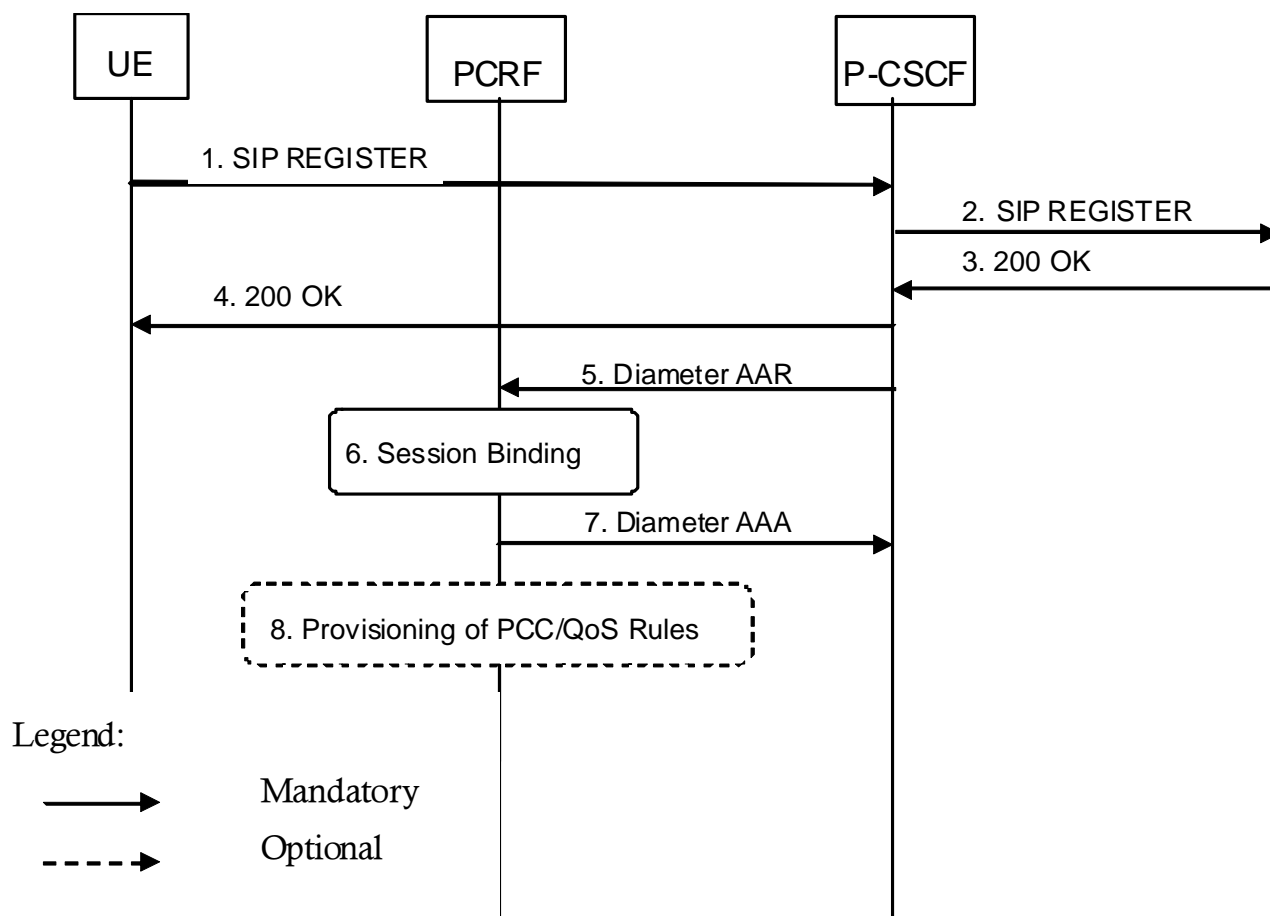 UE
PCRF
P-CSCF
1. SIP REGISTER
2. SIP REGISTER
3. 200 OK
4. 200 OK
5. Diameter AAR
6. Session Binding
7. Diameter AAA
8. Provisioning of PCC/QoS Rules
Legend:
Mandatory
Optional